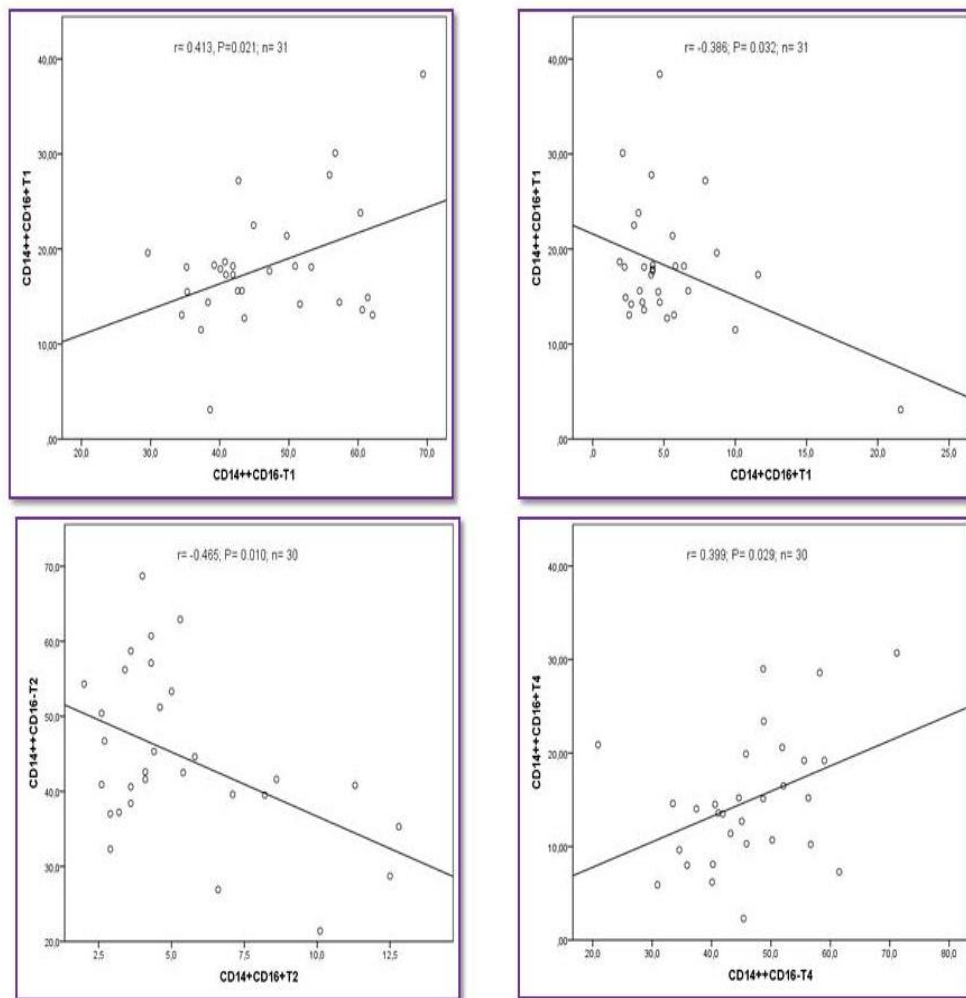 r= 0.413, P=0.021; n= 31
40,00
30,00
20,00
10,00
,00
20,0 30,0 40,0 50,0 60,0 70,0
CD14++CD16+T1
CD14++CD16-T1
r= -0.386; P= 0.032; n= 31
40,00
30,00
20,00
10,00
,00
,0 5,0 10,0 15,0 20,0 25,0
CD14++CD16+T1
CD14+CD16+T1
r= -0.465, P= 0.010; n= 30
70,0
60,0
50,0
40,0
30,0
20,0
2,5 5,0 7,5 10,0 12,5
CD14++CD16-T2
CD14+CD16+T2
r= 0.399; P= 0.029; n= 30
40,00
30,00
20,00
10,00
,00
20,0 30,0 40,0 50,0 60,0 70,0 80,0
CD14++CD16+T4
CD14++CD16-T4